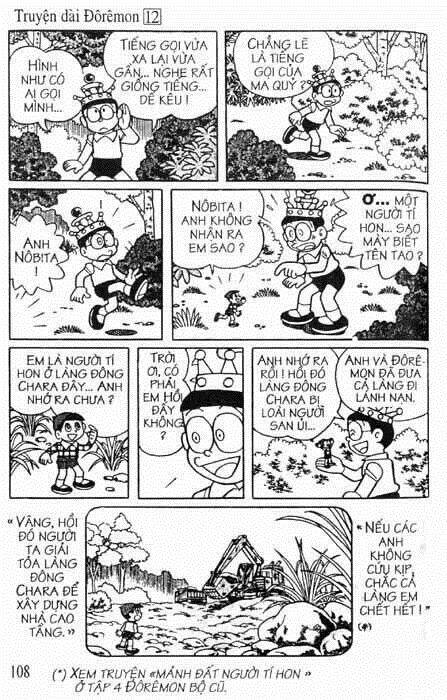 Truyện dài Đôrêmon 12
HÌNH
NHƯ CÓ
AI GỌI
MÌNH...
TIẾNG GỌI VỪA
XA LẠI VỪA
GẦN... NGHE RẤT
GIỐNG TIẾNG...
DẾ KÊU !
CHẲNG LẼ
LÀ TIẾNG
GỌI CỦA
MA QUỶ ?
ANH
NÔBITA !
!
NÔBITA !
ANH KHÔNG
NHẬN RA
EM SAO ?
Ơ... MỘT
NGƯỜI TÍ
HON... SAO
MÀY BIẾT
TÊN TAO ?
EM LÀ NGƯỜI TÍ
HON Ở LÀNG ĐÔNG
CHARA ĐÂY... ANH
NHỚ RA CHƯA ?
TRỜI
ƠI, CÓ
PHẢI
EM HỒI
ĐẤY
KHÔNG
?
ANH NHỚ RA
RỒI ! HỒI ĐÓ
LÀNG ĐÔNG
CHARA BỊ
LOÀI NGƯỜI
SAN ỦI...
ANH VÀ ĐÔRÊ-
MON ĐÃ ĐƯA
CẢ LÀNG ĐI
LÁNH NẠN.
« VÂNG, HỒI
ĐÓ NGƯỜI
TA GIẢI
TỎA LÀNG
ĐÔNG
CHARA ĐỂ
XÂY DỰNG
NHÀ CAO
TẦNG. »
« NẾU CÁC
ANH
KHÔNG
CỨU KỊP,
CHẮC CẢ
LÀNG EM
CHẾT HẾT ! »
(*)
108
(*) XEM TRUYỆN «MẢNH ĐẤT NGƯỜI TÍ HON »
Ở TẬP 4 ĐÔRÊMON BỘ CŨ.